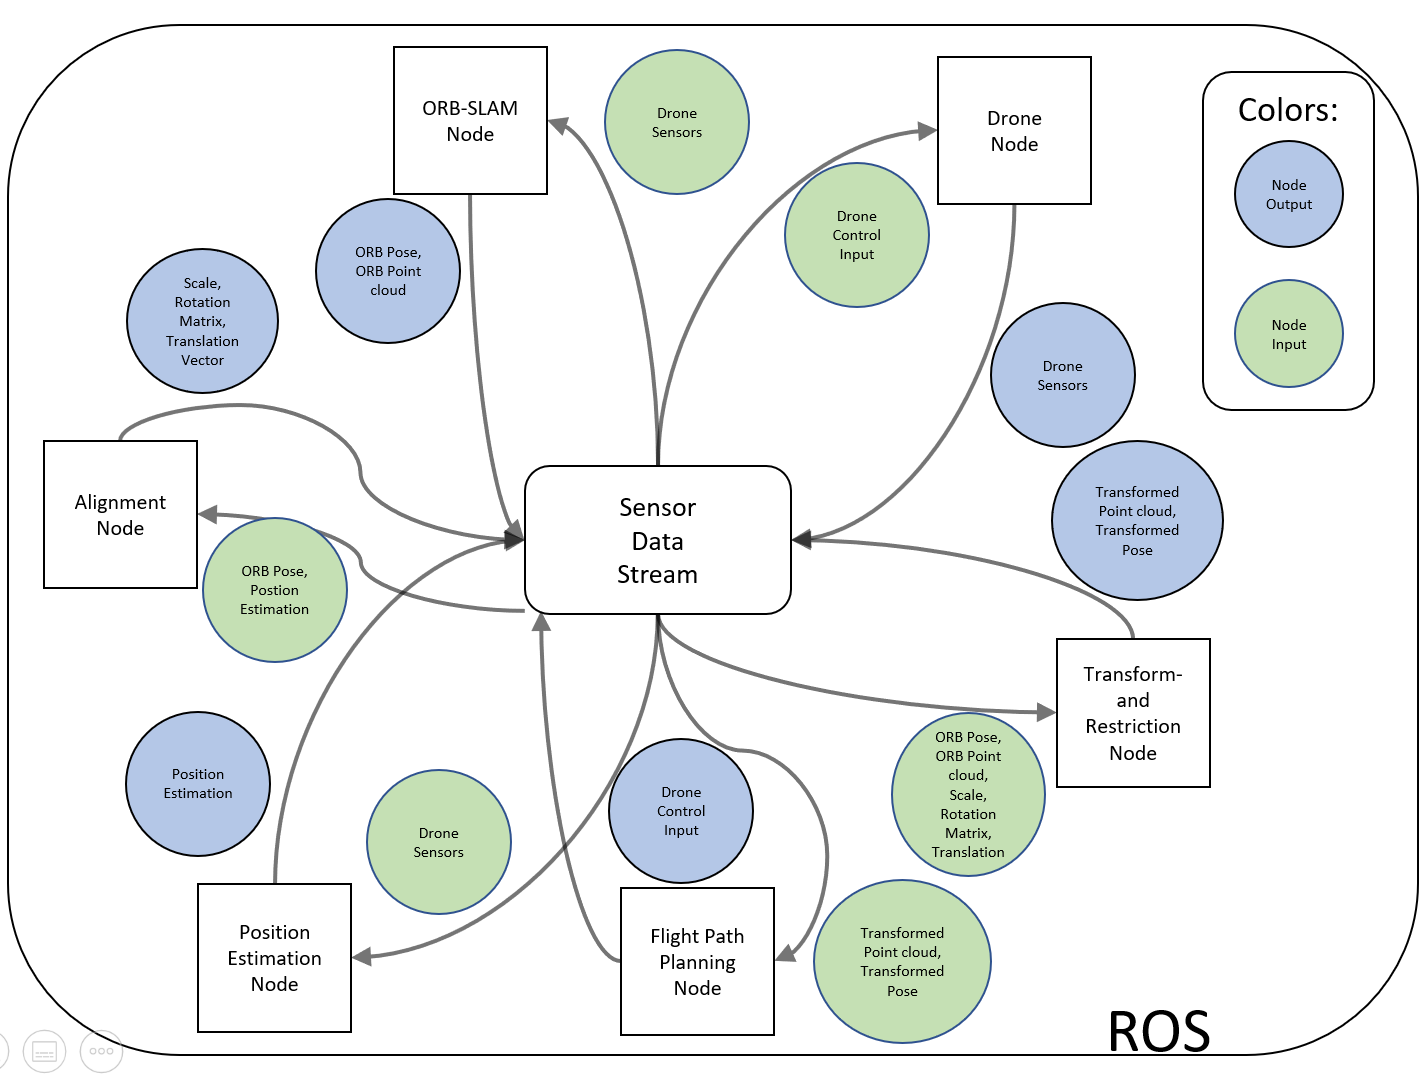 ORB-SLAM
Node
Drone
Sensors
Drone
Node
Colors:
Node
Output
Node
Input
Drone
Control
Input
ORB Pose,
ORB Point
cloud
Scale,
Rotation
Matrix,
Translation
Vector
Drone
Sensors
Alignment
Node
Sensor
Data
Stream
Transformed
Point cloud,
Transformed
Pose
ORB Pose,
Postion
Estimation
Transform-
and
Restriction
Node
Position
Estimation
Drone
Sensors
Drone
Control
Input
ORB Pose,
ORB Point
cloud,
Scale,
Rotation
Matrix,
Translation
Position
Estimation
Node
Flight Path
Planning
Node
Transformed
Point cloud,
Transformed
Pose
ROS